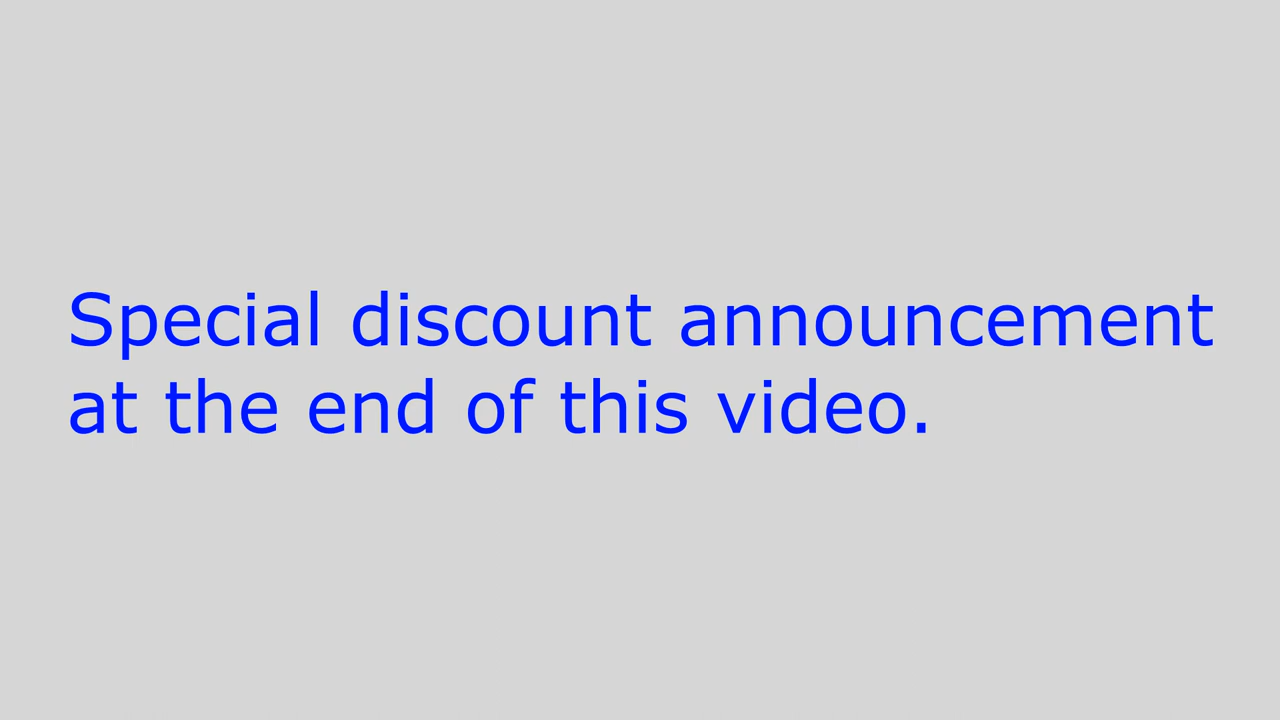 Special discount announcement
at the end of this video.